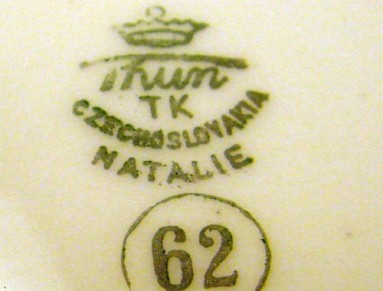 Thun
TK
CZECHOSLOVAKIA
NATALIE
62